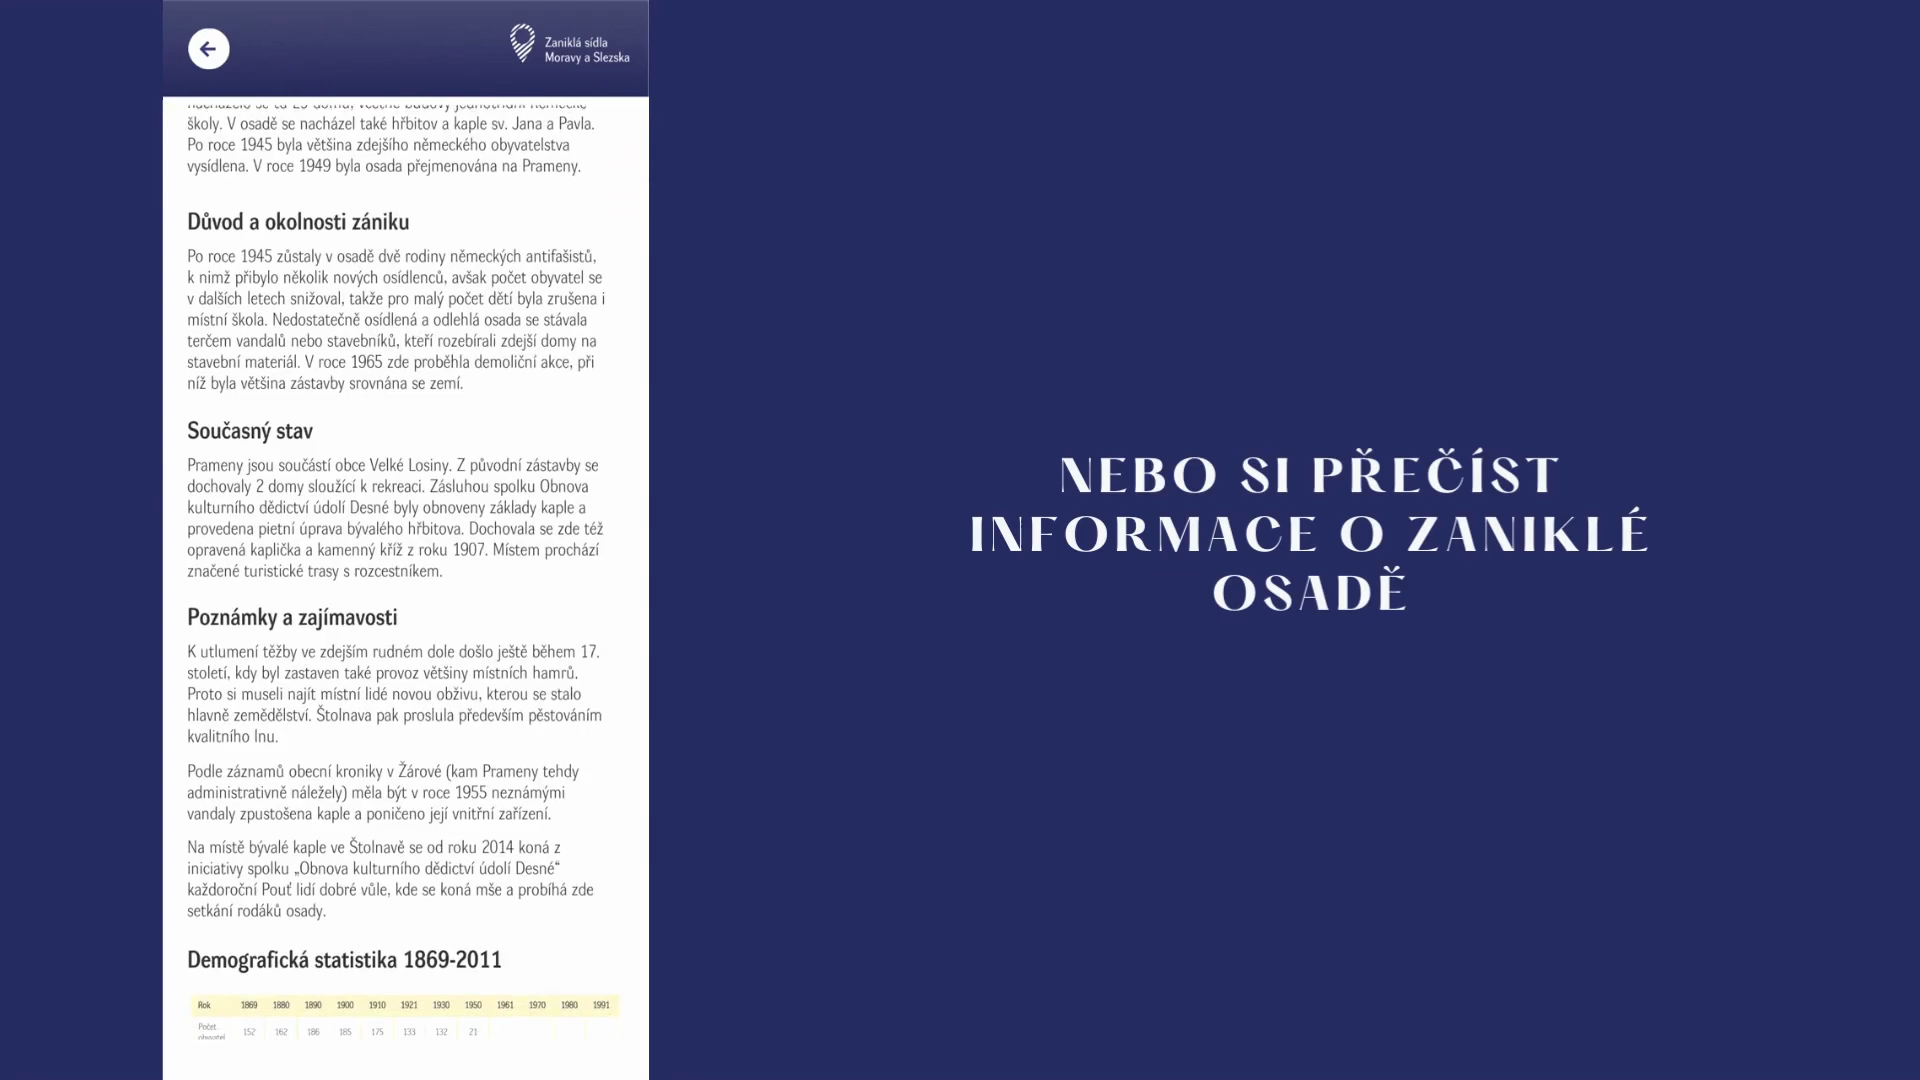 Zaniklá sídla
Moravy a Slezska
nacházelo se tu 29 domů, včetně budovy jednotřídní německé
školy. V osadě se nacházel také hřbitov a kaple sv. Jana a Pavla.
Po roce 1945 byla většina zdejšího německého obyvatelstva
vysídlena. V roce 1949 byla osada přejmenována na Prameny.
Důvod a okolnosti zániku
Po roce 1945 zůstaly v osadě dvě rodiny německých antifašistů,
k nimž přibylo několik nových osídlenců, avšak počet obyvatel se
v dalších letech snižoval, takže pro malý počet dětí byla zrušena i
místní škola. Nedostatečně osídlená a odlehlá osada se stávala
terčem vandalů nebo stavebníků, kteří rozebírali zdejší domy na
stavební materiál. V roce 1965 zde proběhla demoliční akce, při
níž byla většina zástavby srovnána se zemí.
Současný stav
Prameny jsou součástí obce Velké Losiny. Z původní zástavby se
dochovaly 2 domy sloužící k rekreaci. Zásluhou spolku Obnova
kulturního dědictví údolí Desné byly obnoveny základy kaple a
provedena pietní úprava bývalého hřbitova. Dochovala se zde též
opravená kaplička a kamenný kříž z roku 1907. Místem prochází
značené turistické trasy s rozcestníkem.
Poznámky a zajímavosti
K utlumení těžby ve zdejším rudném dole došlo ještě během 17.
století, kdy byl zastaven také provoz většiny místních hamrů.
Proto si museli najít místní lidé novou obživu, kterou se stalo
hlavně zemědělství. Štolnava pak proslula především pěstováním
kvalitního lnu.
Podle záznamů obecní kroniky v Žárové (kam Prameny tehdy
administrativně náležely) měla být v roce 1955 neznámými
vandaly zpustošena kaple a poničeno její vnitřní zařízení.
Na místě bývalé kaple ve Štolnavě se od roku 2014 koná z
iniciativy spolku „Obnova kulturního dědictví údolí Desné“
každoroční Pouť lidí dobré vůle, kde se koná mše a probíhá zde
setkání rodáků osady.
Demografická statistika 1869-2011
Rok 1869 1880 1890 1900 1910 1921 1930 1950 1961 1970 1980 1991
Počet
obyvatel 152 162 186 185 175 133 132 21
NEBO SI PŘEČÍST
INFORMACE O ZANIKLÉ
OSADĚ